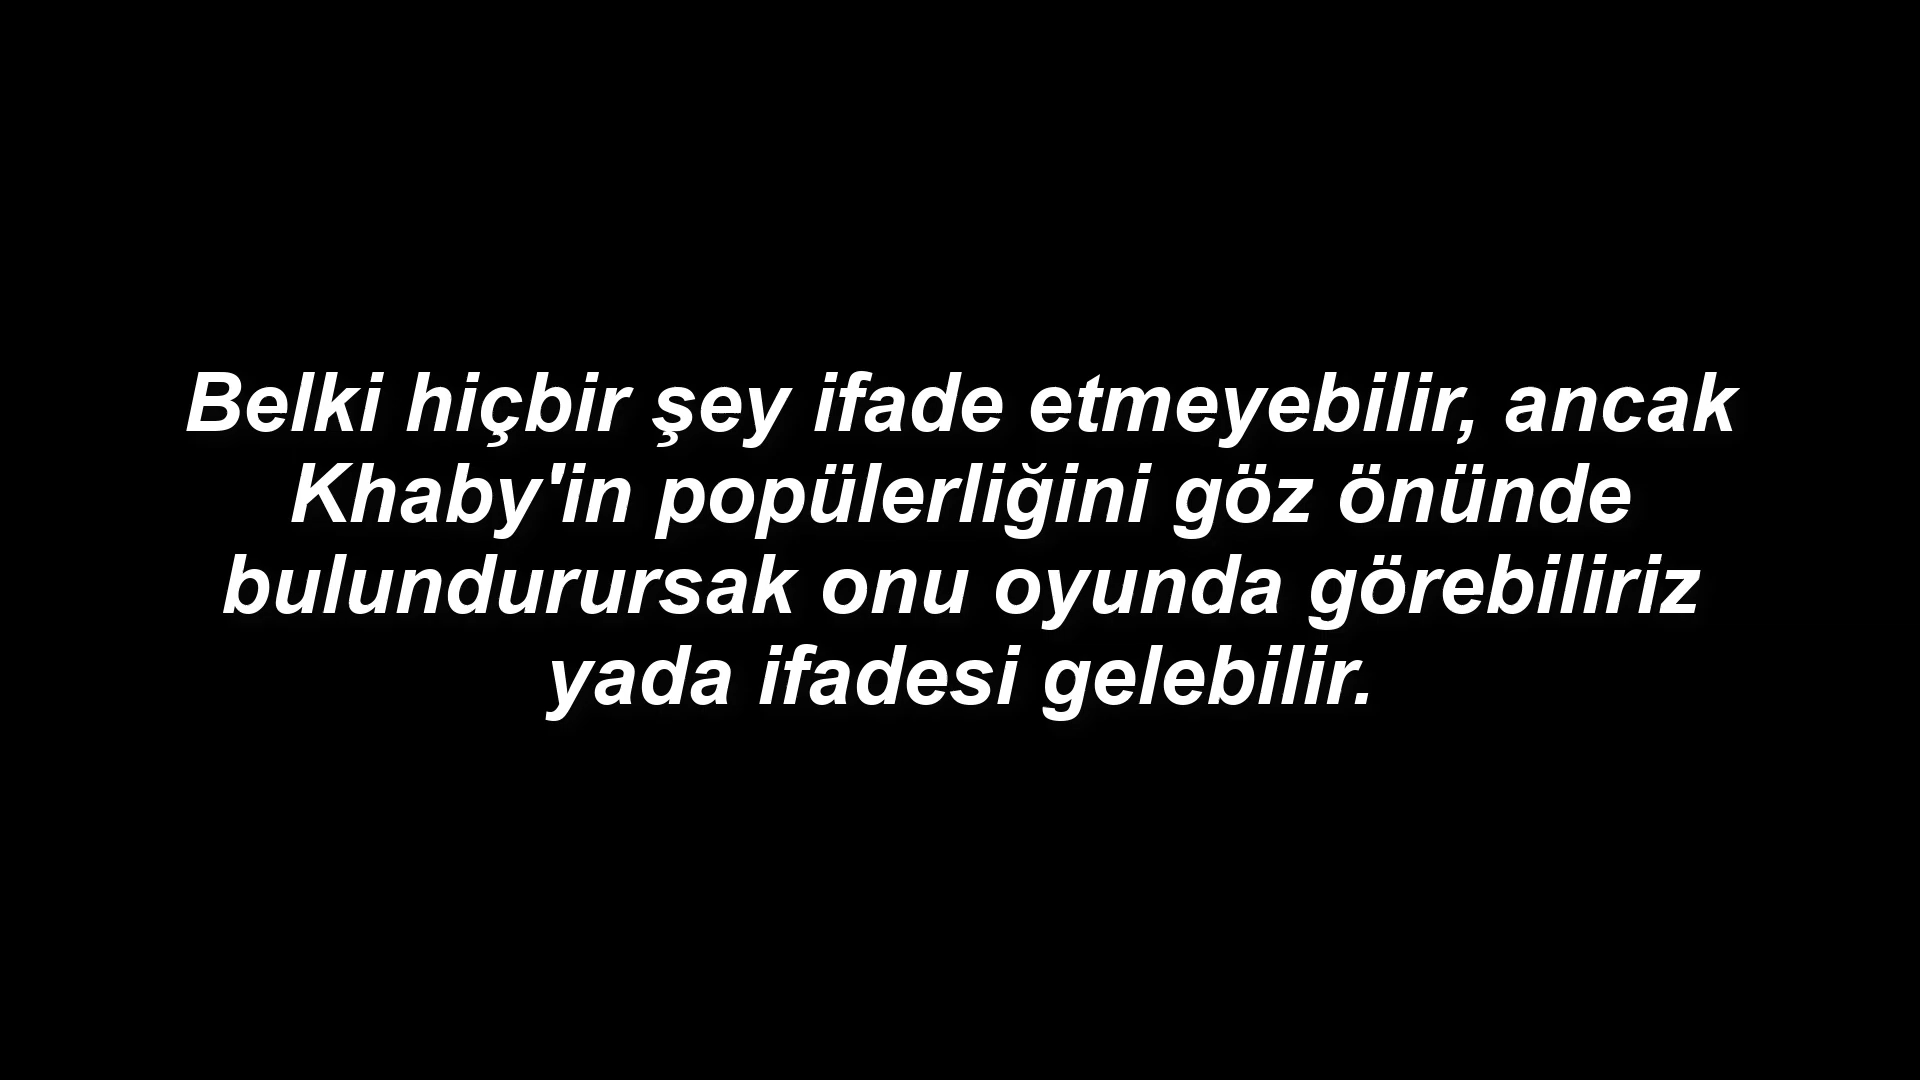 Belki hiçbir şey ifade etmeyebilir, ancak
Khaby'in popülerliğini göz önünde
bulundurursak onu oyunda görebiliriz
yada ifadesi gelebilir.